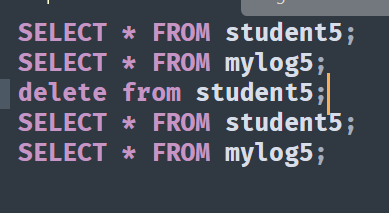 SELECT * FROM student5;
SELECT * FROM mylog5;
delete from student5;
SELECT * FROM student5;
SELECT * FROM mylog5;